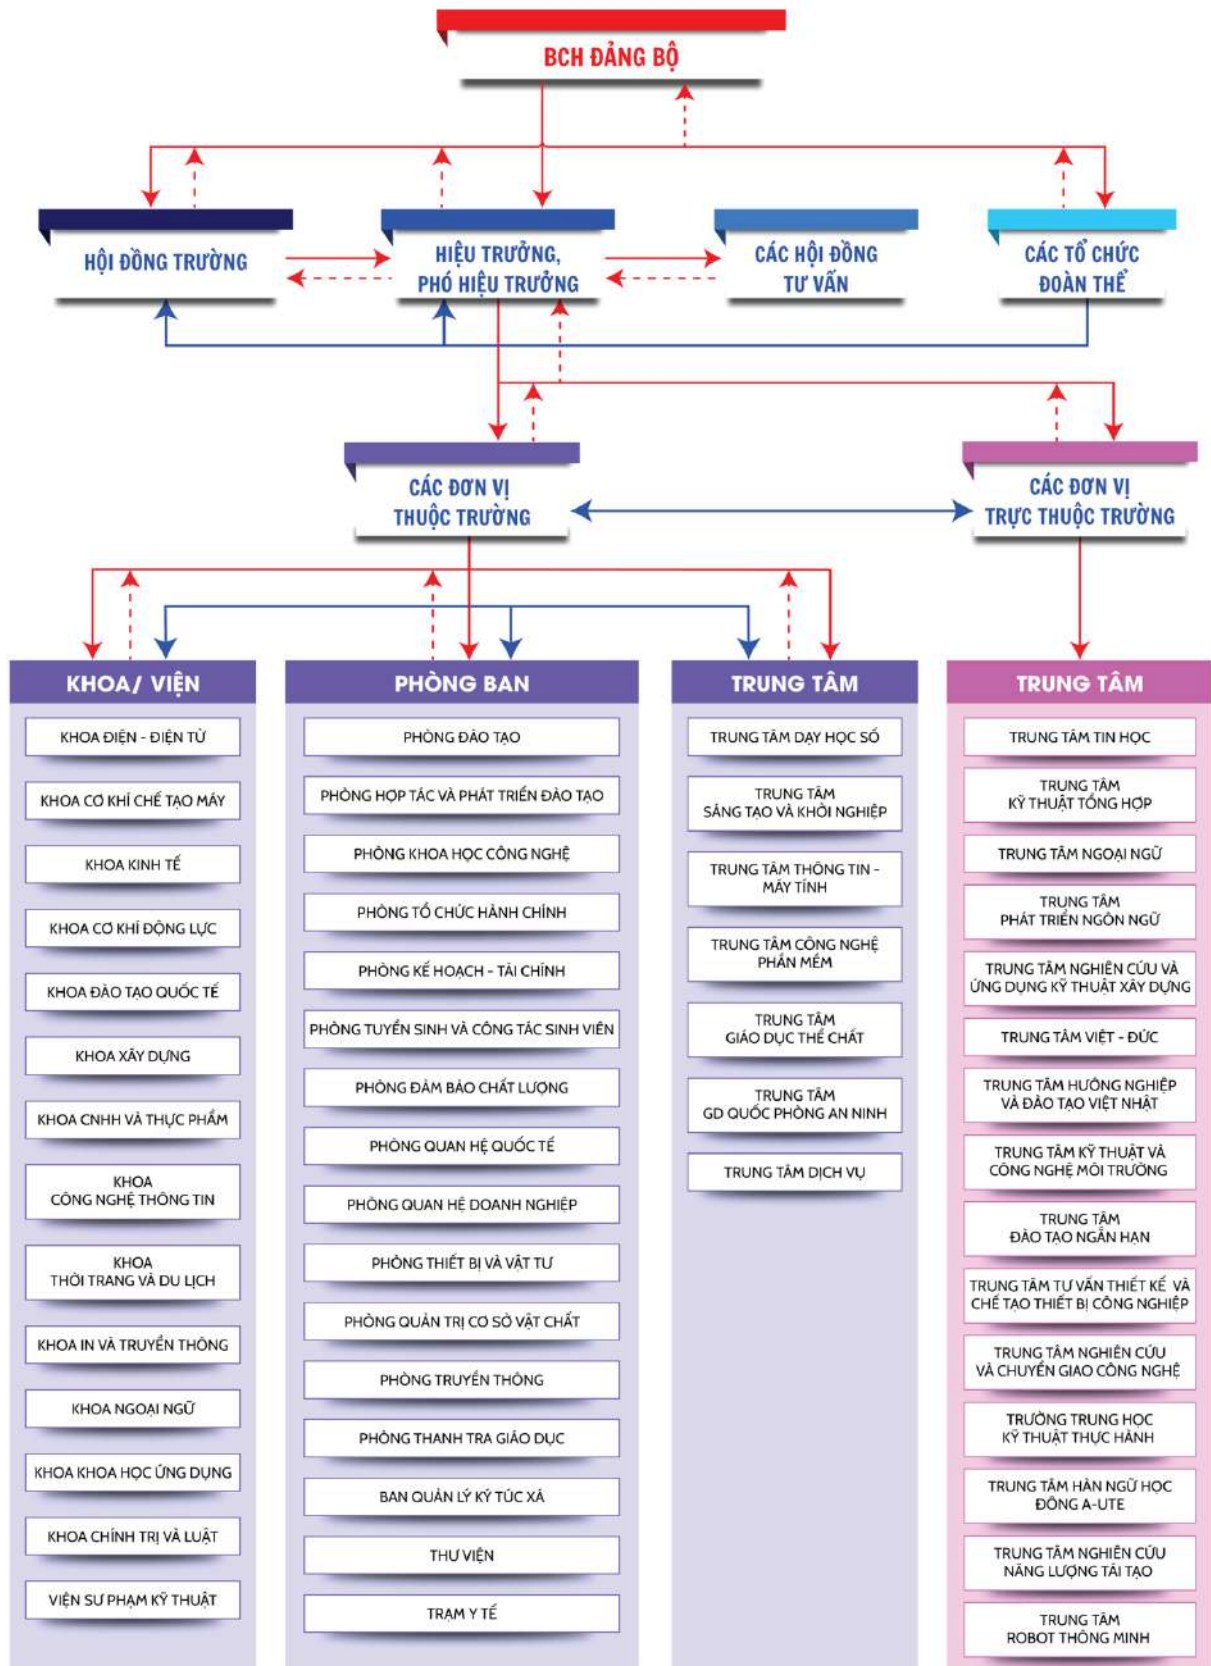 BCH ĐẢNG BỘ
HỘI ĐỒNG TRƯỜNG
HIỆU TRƯỞNG,
PHÓ HIỆU TRƯỞNG
CÁC HỘI ĐỒNG
TƯ VẤN
CÁC TỔ CHỨC
ĐOÀN THỂ
CÁC ĐƠN VỊ
THUỘC TRƯỜNG
CÁC ĐƠN VỊ
TRỰC THUỘC TRƯỜNG
KHOA/ VIỆN
KHOA ĐIỆN - ĐIỆN TỬ
KHOA CƠ KHÍ CHẾ TẠO MÁY
KHOA KINH TẾ
KHOA CƠ KHÍ ĐỘNG LỰC
KHOA ĐÀO TẠO QUỐC TẾ
KHOA XÂY DỰNG
KHOA CNHH VÀ THỰC PHẨM
KHOA
CÔNG NGHỆ THÔNG TIN
KHOA
THỜI TRANG VÀ DU LỊCH
KHOA IN VÀ TRUYỀN THÔNG
KHOA NGOẠI NGỮ
KHOA KHOA HỌC ỨNG DỤNG
KHOA CHÍNH TRỊ VÀ LUẬT
VIỆN SƯ PHẠM KỸ THUẬT
PHÒNG BAN
PHÒNG ĐÀO TẠO
PHÒNG HỢP TÁC VÀ PHÁT TRIỂN ĐÀO TẠO
PHÒNG KHOA HỌC CÔNG NGHỆ
PHÒNG TỔ CHỨC HÀNH CHÍNH
PHÒNG KẾ HOẠCH - TÀI CHÍNH
PHÒNG TUYỂN SINH VÀ CÔNG TÁC SINH VIÊN
PHÒNG ĐẢM BẢO CHẤT LƯỢNG
PHÒNG QUAN HỆ QUỐC TẾ
PHÒNG QUAN HỆ DOANH NGHIỆP
PHÒNG THIẾT BỊ VÀ VẬT TƯ
PHÒNG QUẢN TRỊ CƠ SỞ VẬT CHẤT
PHÒNG TRUYỀN THÔNG
PHÒNG THANH TRA GIÁO DỤC
BAN QUẢN LÝ KÝ TÚC XÁ
THƯ VIỆN
TRẠM Y TẾ
TRUNG TÂM
TRUNG TÂM DẠY HỌC SỐ
TRUNG TÂM
SÁNG TẠO VÀ KHỞI NGHIỆP
TRUNG TÂM THÔNG TIN -
MÁY TÍNH
TRUNG TÂM CÔNG NGHỆ
PHẦN MỀM
TRUNG TÂM
GIÁO DỤC THỂ CHẤT
TRUNG TÂM
GD QUỐC PHÒNG AN NINH
TRUNG TÂM DỊCH VỤ
TRUNG TÂM
TRUNG TÂM TIN HỌC
TRUNG TÂM
KỸ THUẬT TỔNG HỢP
TRUNG TÂM NGOẠI NGỮ
TRUNG TÂM
PHÁT TRIỂN NGÔN NGỮ
TRUNG TÂM NGHIÊN CỨU VÀ
ỨNG DỤNG KỸ THUẬT XÂY DỰNG
TRUNG TÂM VIỆT - ĐỨC
TRUNG TÂM HƯỚNG NGHIỆP
VÀ ĐÀO TẠO VIỆT NHẬT
TRUNG TÂM KỸ THUẬT VÀ
CÔNG NGHỆ MÔI TRƯỜNG
TRUNG TÂM
ĐÀO TẠO NGẮN HẠN
TRUNG TÂM TƯ VẤN THIẾT KẾ VÀ
CHẾ TẠO THIẾT BỊ CÔNG NGHIỆP
TRUNG TÂM NGHIÊN CỨU
VÀ CHUYỂN GIAO CÔNG NGHỆ
TRƯỜNG TRUNG HỌC
KỸ THUẬT THỰC HÀNH
TRUNG TÂM HÀN NGỮ HỌC
ĐÔNG A-UTE
TRUNG TÂM NGHIÊN CỨU
NĂNG LƯỢNG TÁI TẠO
TRUNG TÂM
ROBOT THÔNG MINH